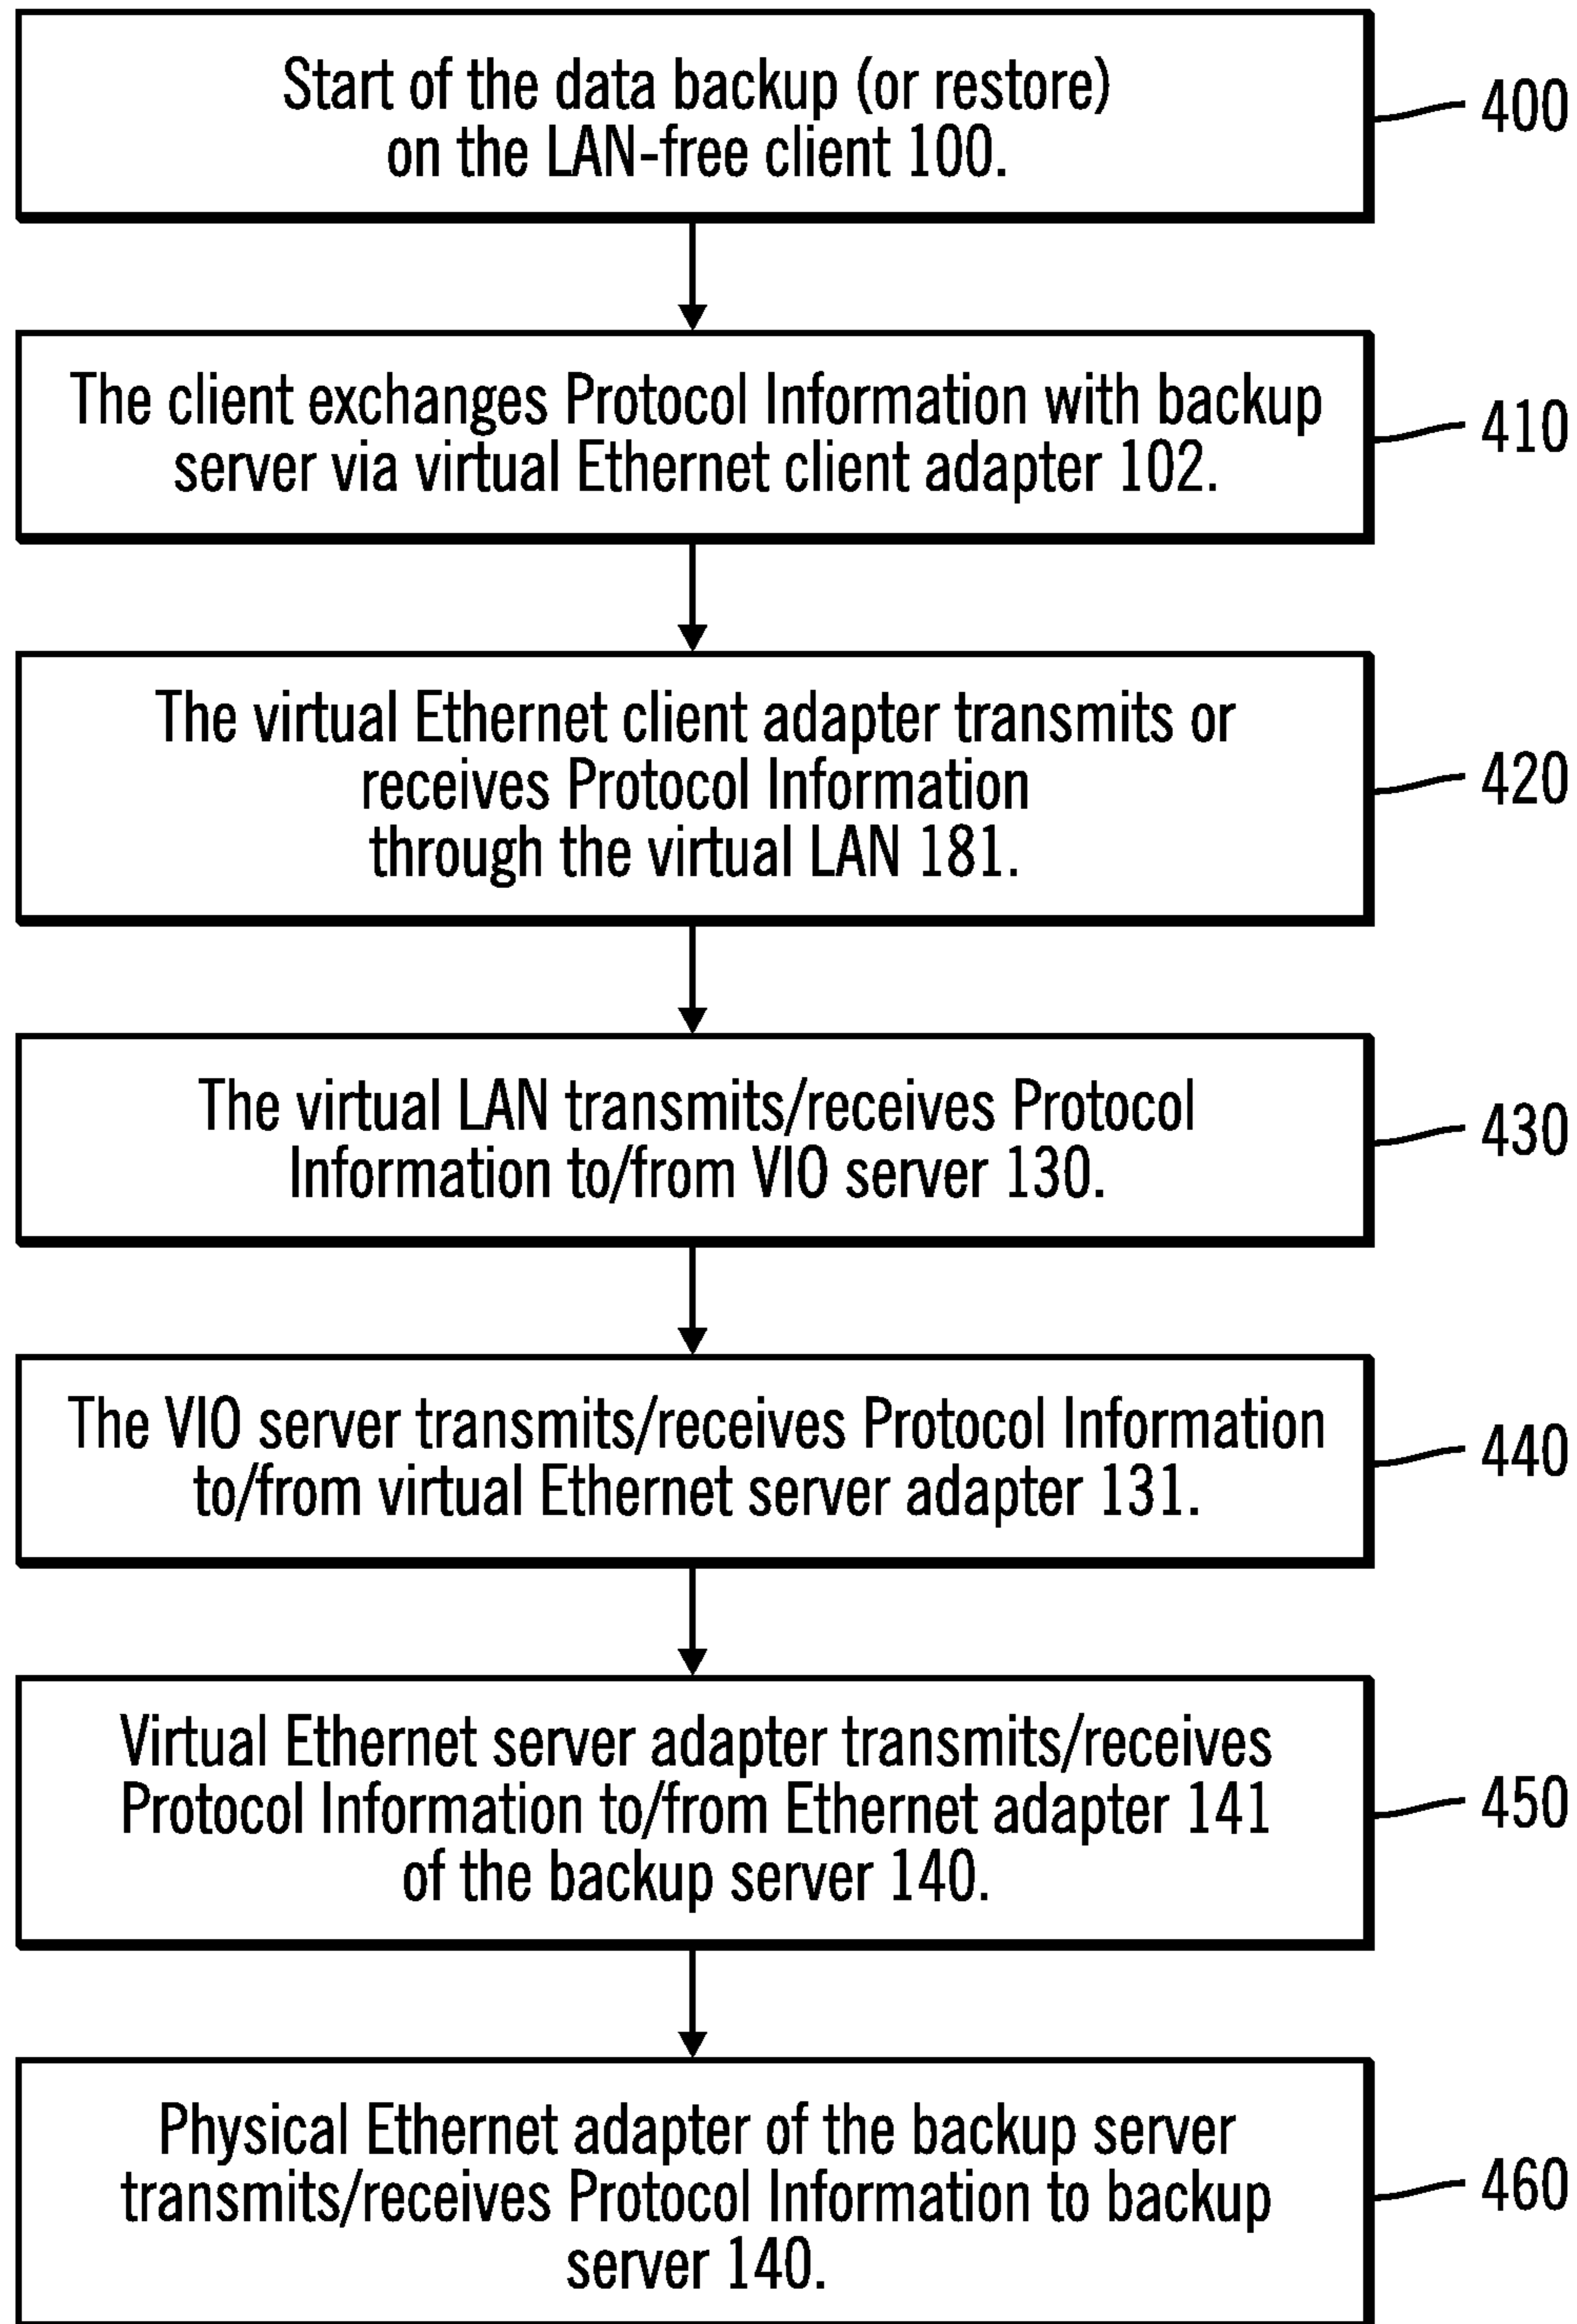 Start of the data backup (or restore)
on the LAN-free client 100.
400
The client exchanges Protocol Information with backup
server via virtual Ethernet client adapter 102.
410
The virtual Ethernet client adapter transmits or
receives Protocol Information
through the virtual LAN 181.
420
The virtual LAN transmits/receives Protocol
Information to/from VIO server 130.
430
The VIO server transmits/receives Protocol Information
to/from virtual Ethernet server adapter 131.
440
Virtual Ethernet server adapter transmits/receives
Protocol Information to/from Ethernet adapter 141
of the backup server 140.
450
Physical Ethernet adapter of the backup server
transmits/receives Protocol Information to backup
server 140.
460